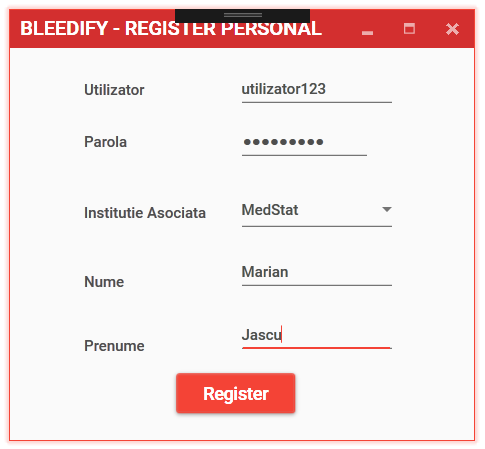 BLEEDIFY - REGISTER PERSONAL
Utilizator utilizator123
Parola •••••••••
Institutie Asociata MedStat
Nume Marian
Prenume Jascu
Register